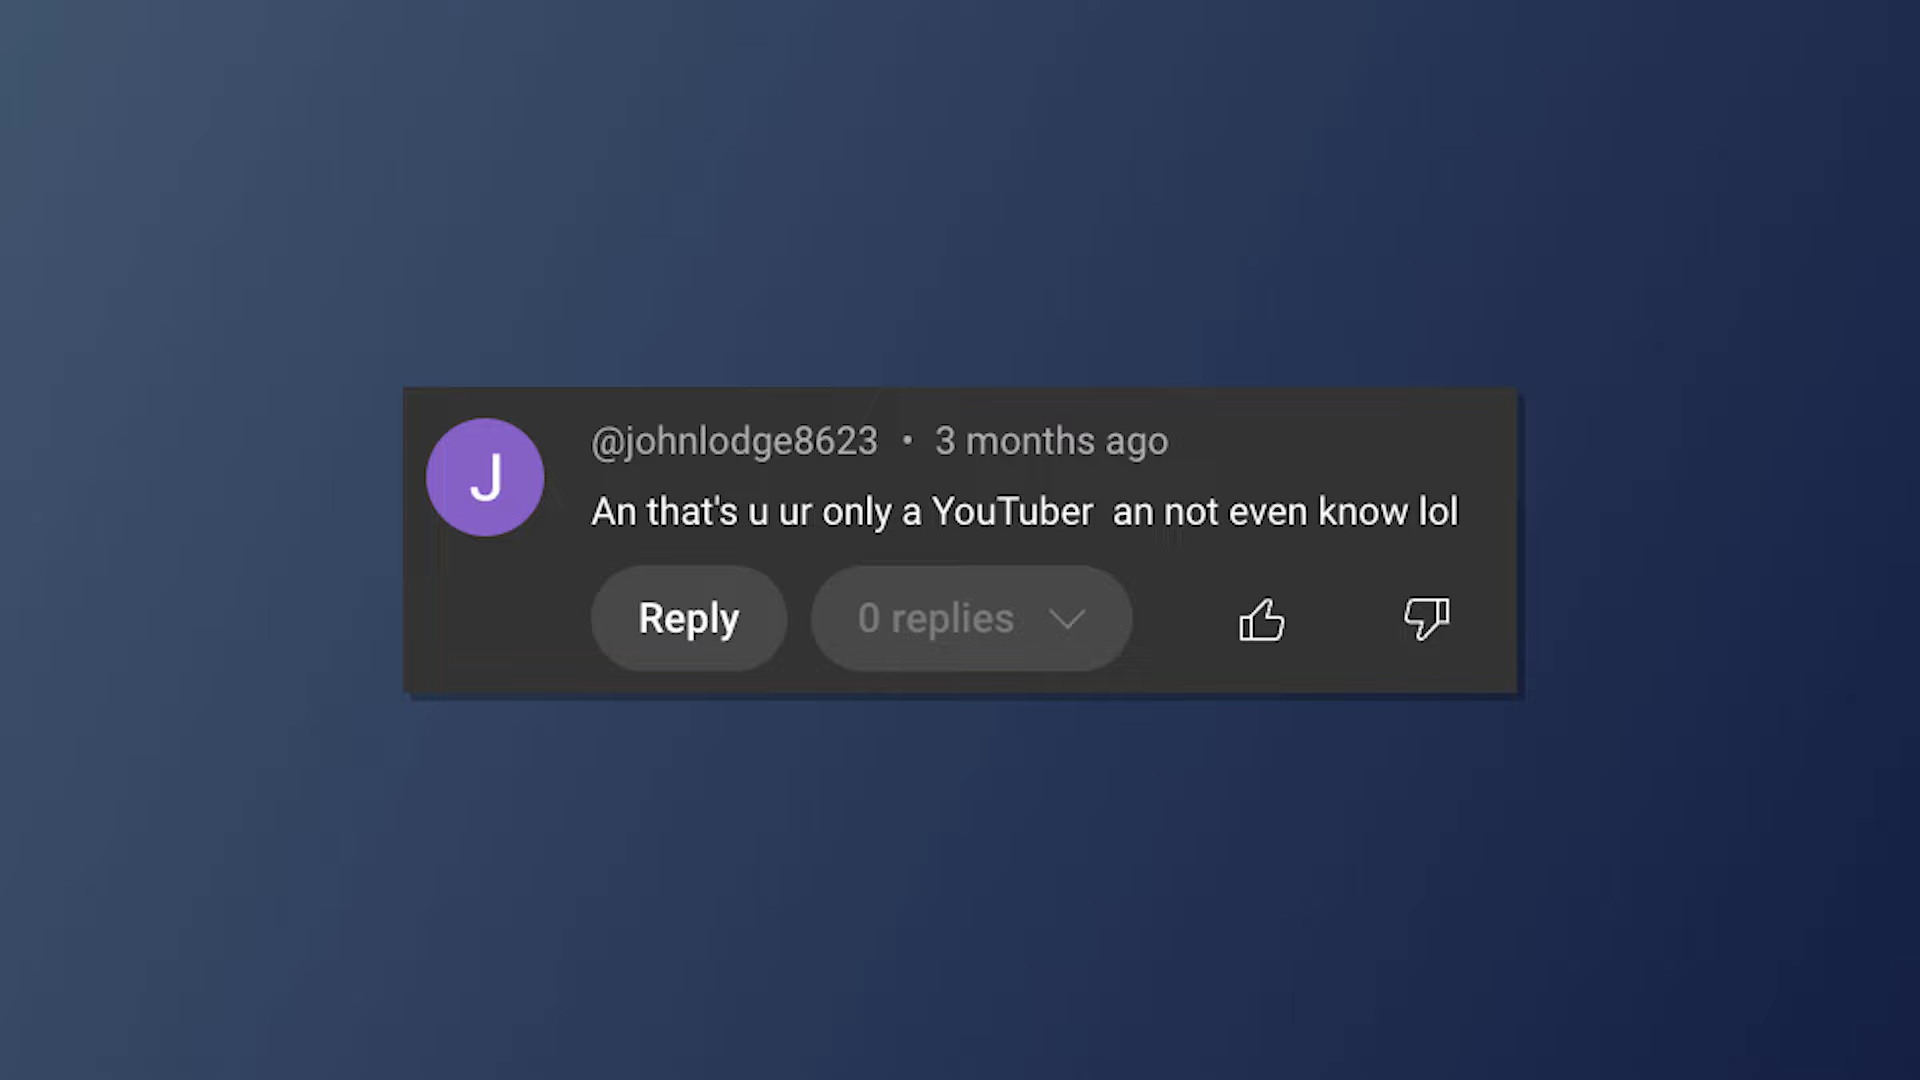 J
@johnlodge8623 • 3 months ago
An that's u ur only a YouTuber  an not even know lol
Reply 0 replies